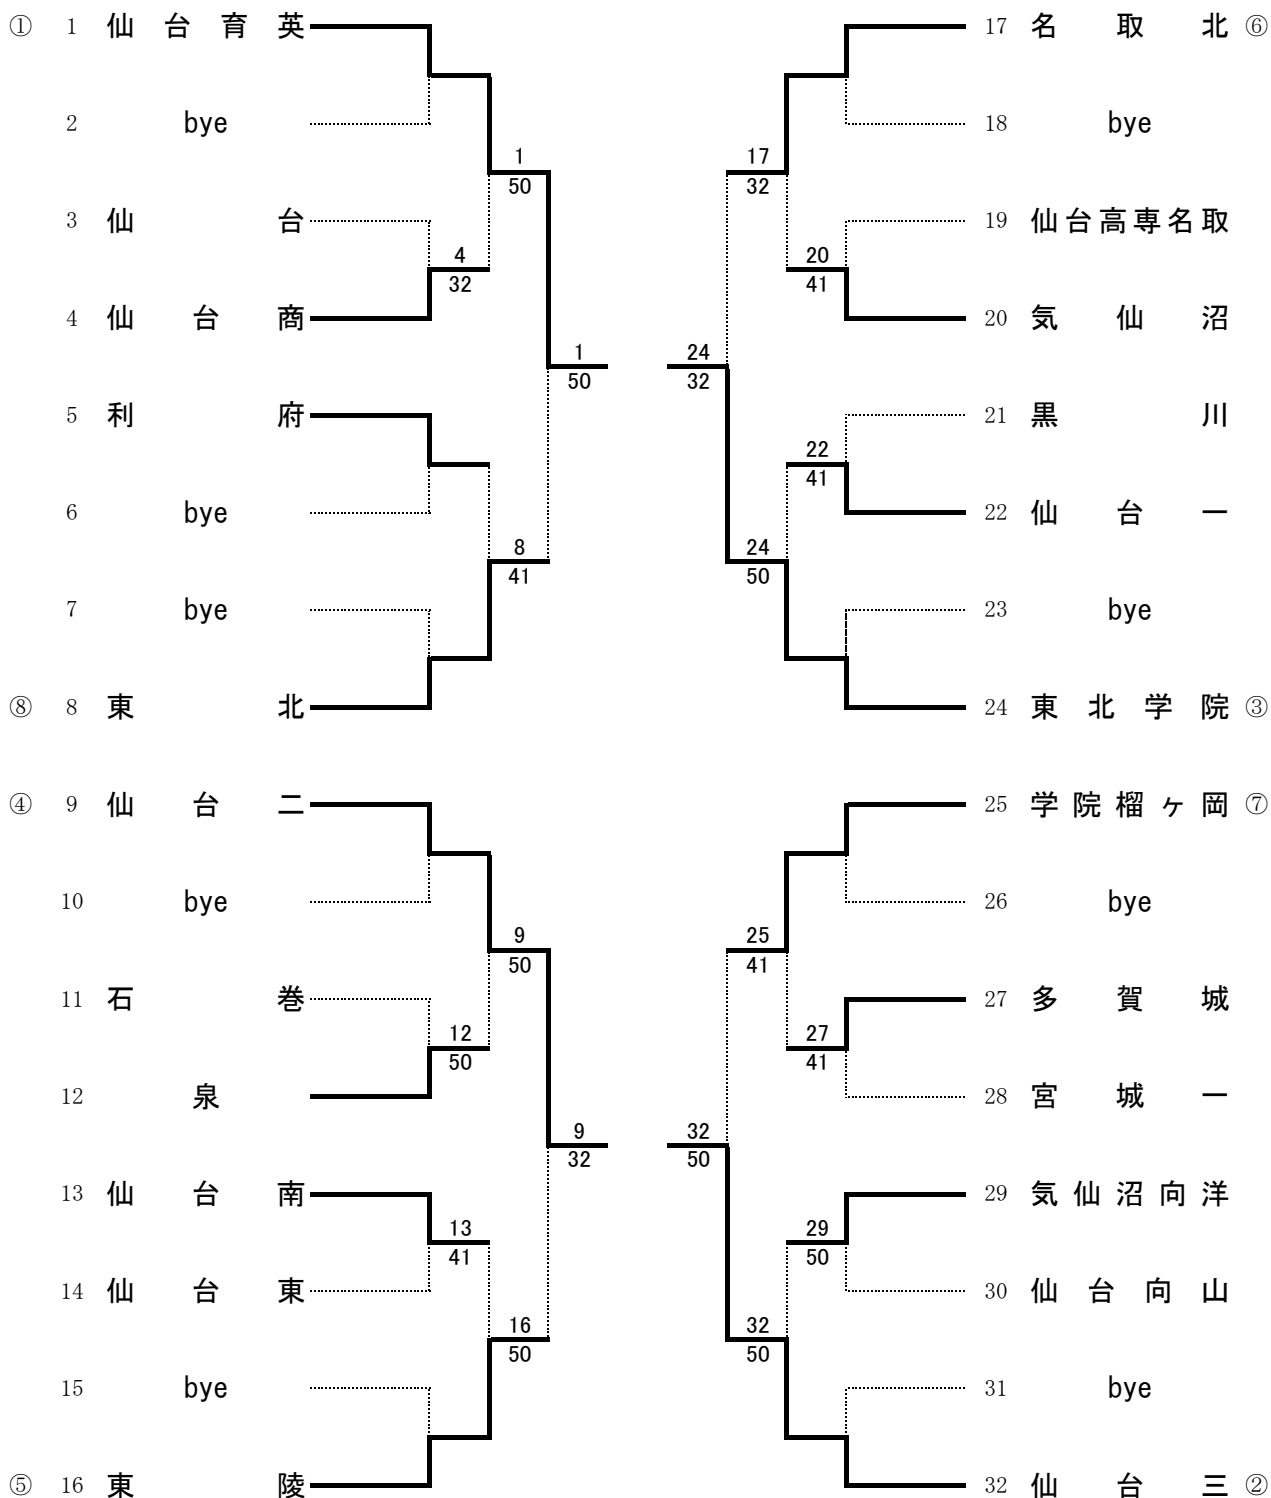 ① 1 仙台育英
2 bye
3 仙台
4 仙台商
5 利府
6 bye
7 bye
⑧ 8 東北
④ 9 仙台二
10 bye
11 石巻
12 泉
13 仙台南
14 仙台東
15 bye
⑤ 16 東陵
4
32
12
50
13
41
1
50
8
41
9
50
16
50
1
50
9
32
24
32
32
50
17
32
24
50
25
41
32
50
20
41
22
41
27
41
29
50
17 名取北 ⑥
18 bye
19 仙台高専名取
20 気仙沼
21 黒川
22 仙台一
23 bye
24 東北学院 ③
25 学院榴ヶ岡 ⑦
26 bye
27 多賀城
28 宮城一
29 気仙沼向洋
30 仙台向山
31 bye
32 仙台三 ②